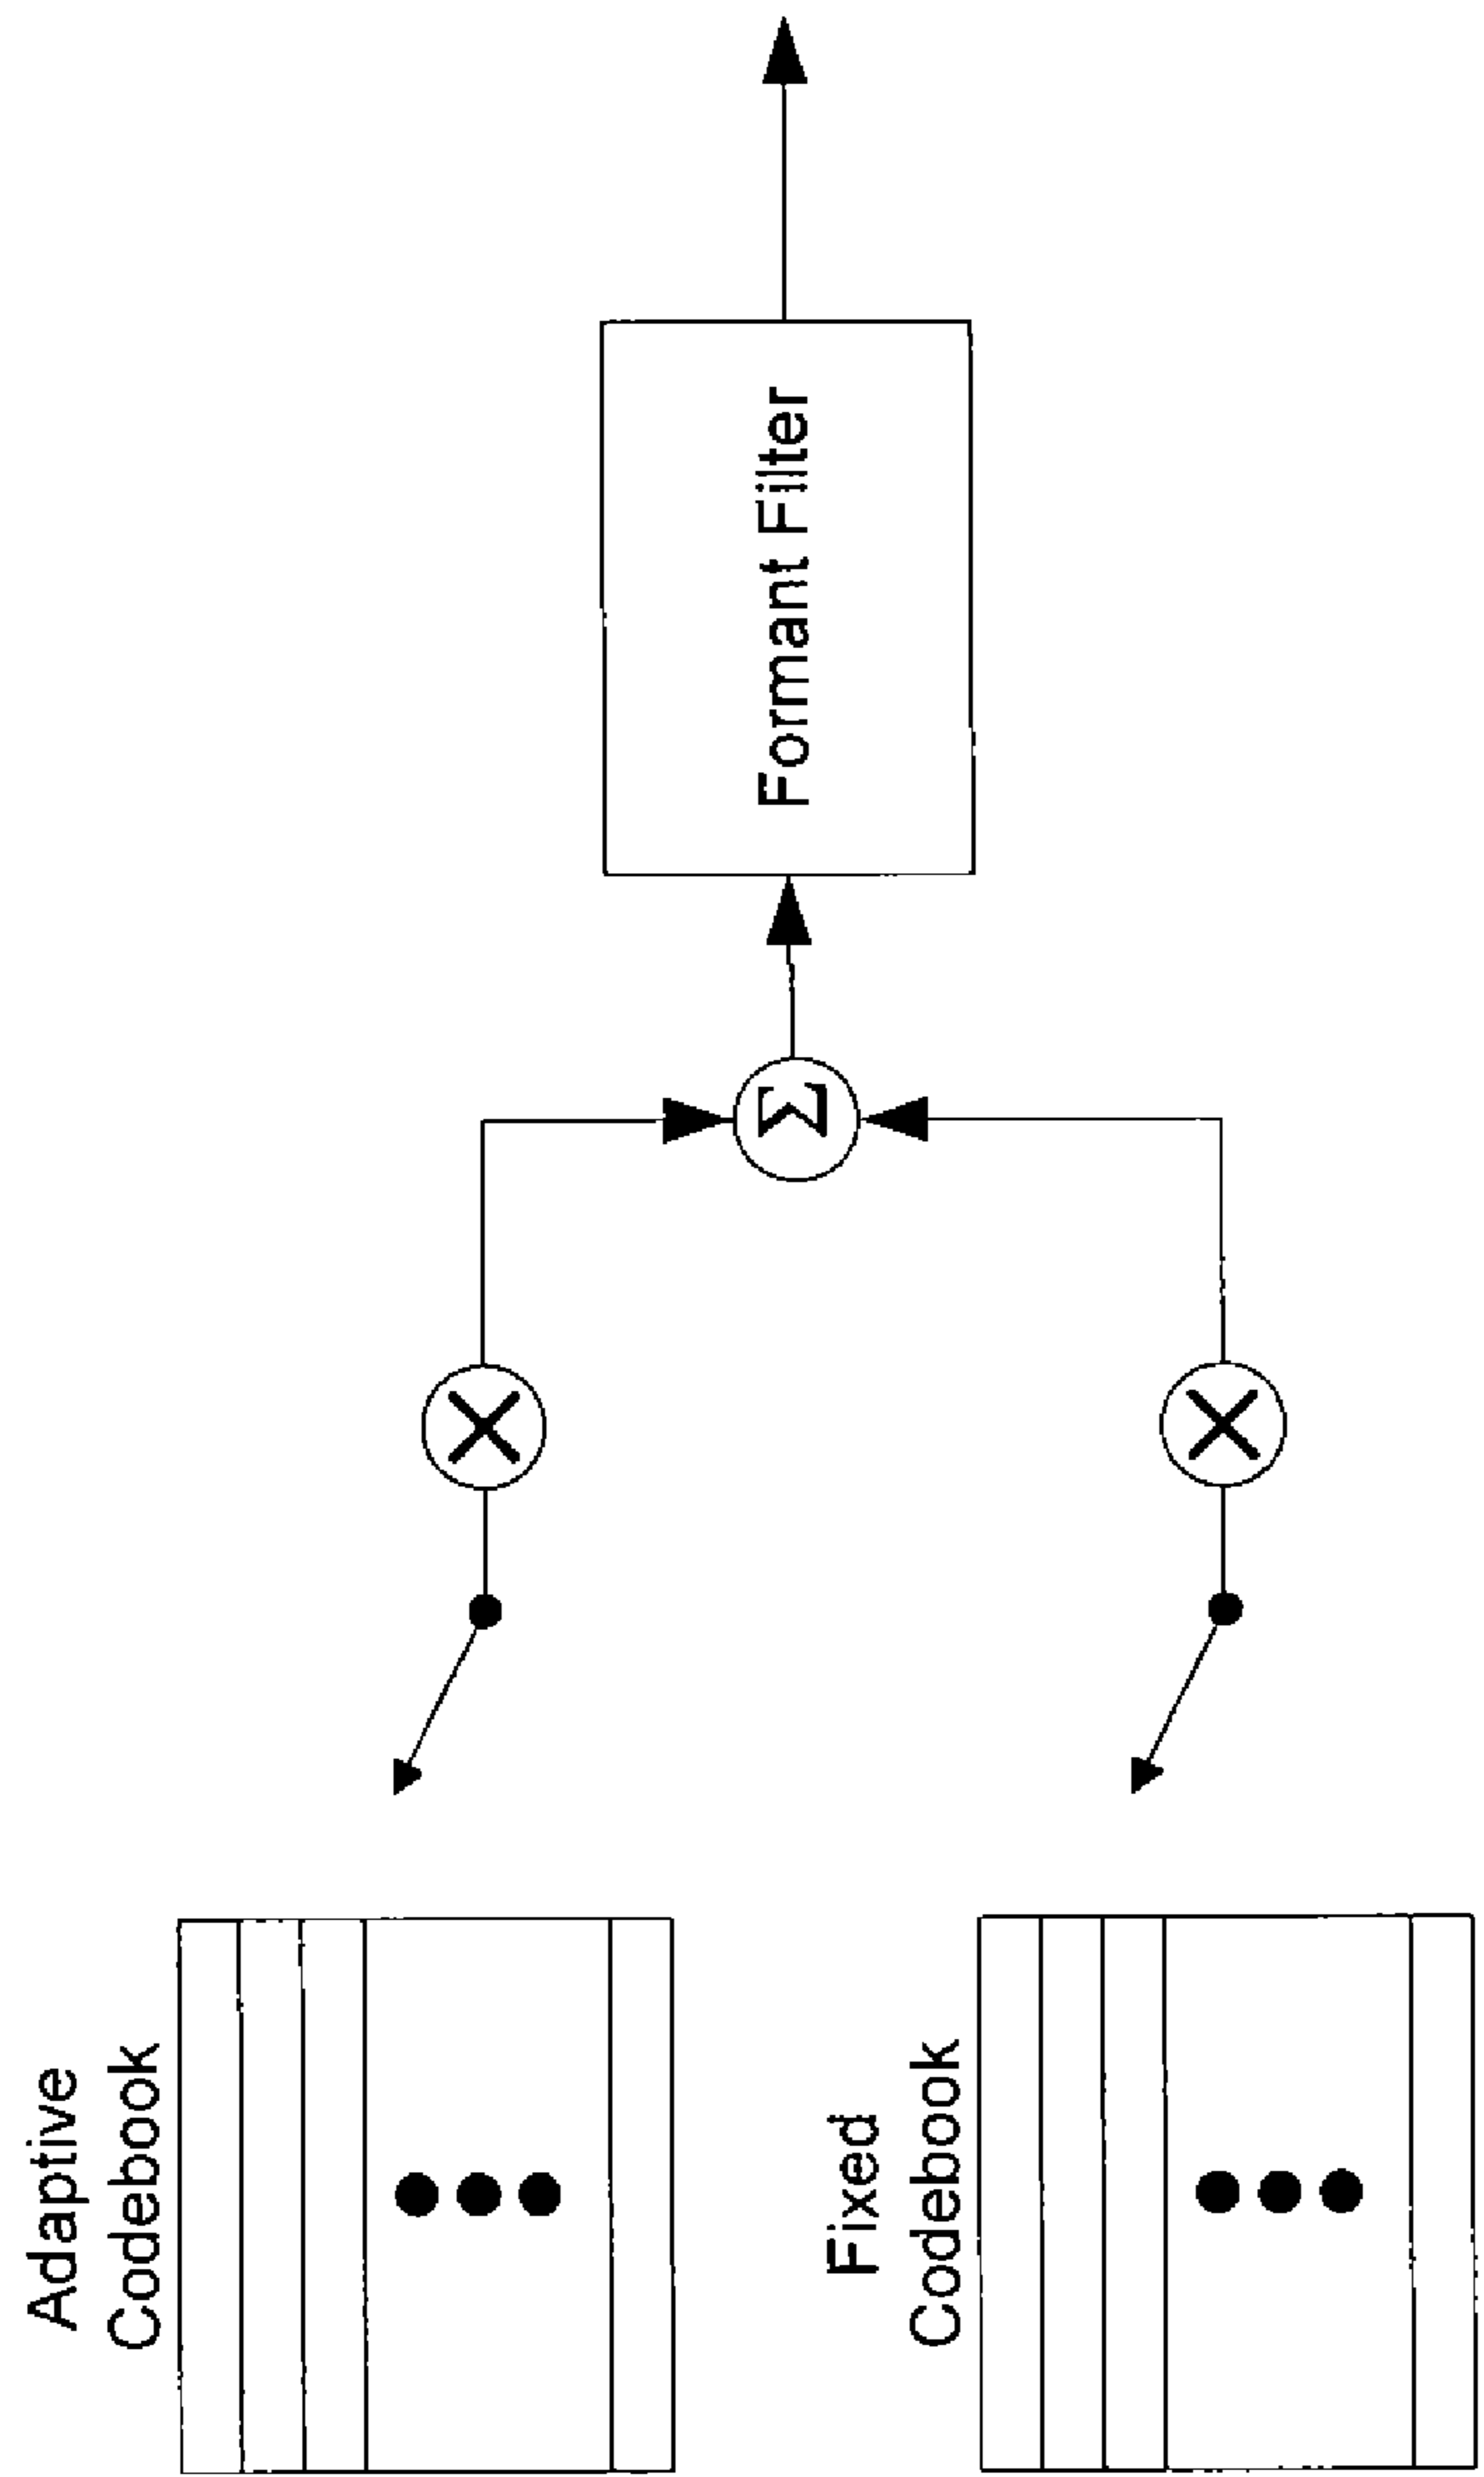 Adaptive
Codebook
Fixed
Codebook
Σ
Formant Filter